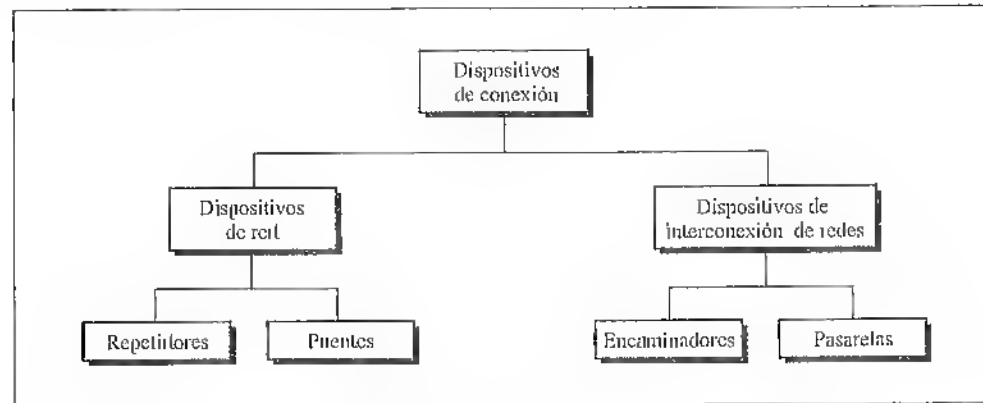 Dispositivos
de conexión
Dispositivos
de red
Dispositivos de
interconexión de redes
Repetidores
Puentes
Encaminadores
Pasarelas